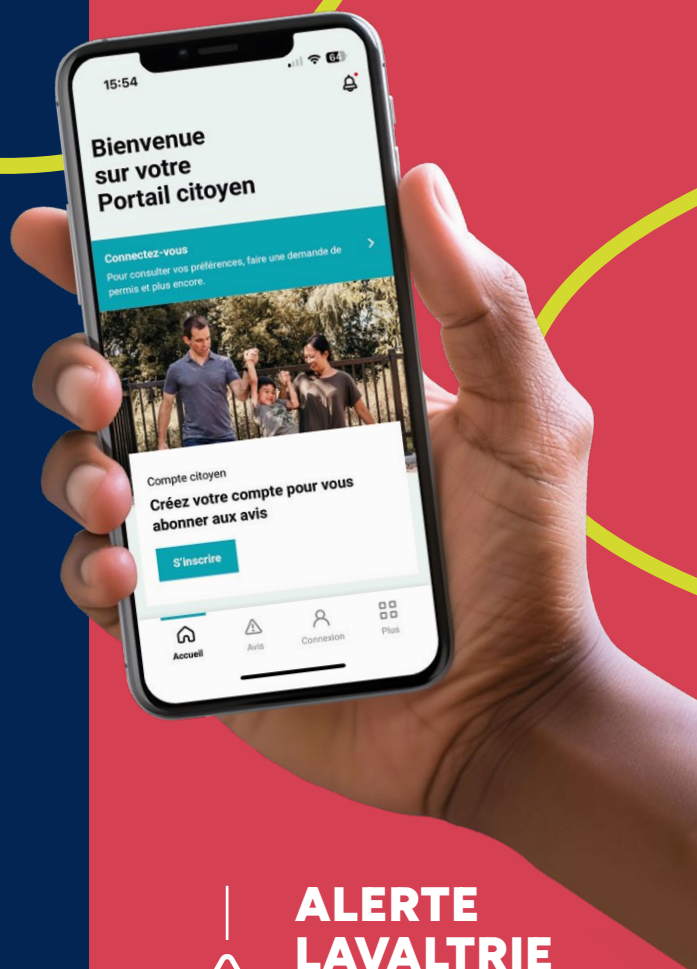 15:54
64
Bienvenue
sur votre
Portail citoyen
Connectez-vous
Pour consulter vos préférences, faire une demande de
permis et plus encore.
Compte citoyen
Créez votre compte pour vous
abonner aux avis
S'inscrire
Accueil
Avis
Connexion
Plus
ALERTE
LAVALTRIE